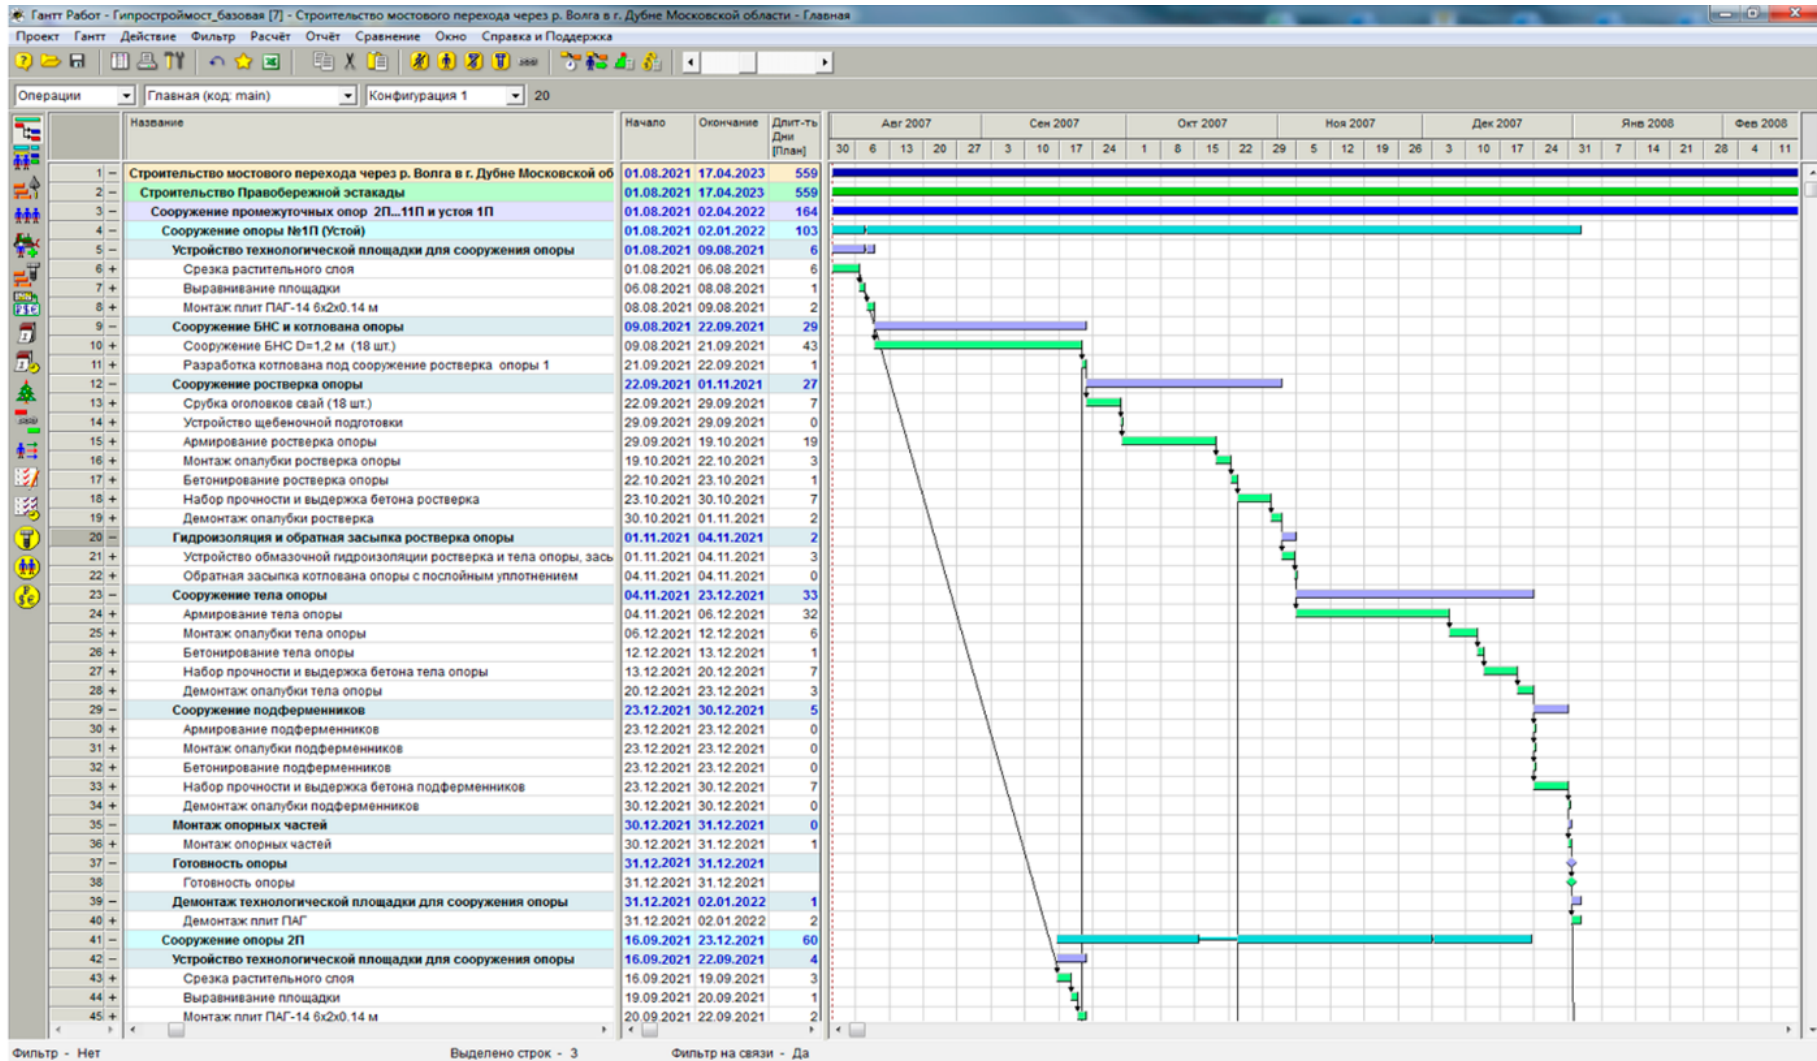 Гантт Работ - Гипростроймост_базовая [7] - Строительство мостового перехода через р. Волга в г. Дубне Московской области - Главная
Проект Гантт Действие Фильтр Расчёт Отчёт Сравнение Окно Справка и Поддержка
Операции Главная (код: main) Конфигурация 1 20
Название Начало Окончание Длит-ть Дни [План] Авг 2007 Сен 2007 Окт 2007 Ноя 2007 Дек 2007 Янв 2008 Фев 2008
30 6 13 20 27 3 10 17 24 1 8 15 22 29 5 12 19 26 3 10 17 24 31 7 14 21 28 4 11
1 – Строительство мостового перехода через р. Волга в г. Дубне Московской об 01.08.2021 17.04.2023 559
2 – Строительство Правобережной эстакады 01.08.2021 17.04.2023 559
3 – Сооружение промежуточных опор 2П...11П и устоя 1П 01.08.2021 02.04.2022 164
4 – Сооружение опоры №1П (Устой) 01.08.2021 02.01.2022 103
5 – Устройство технологической площадки для сооружения опоры 01.08.2021 09.08.2021 6
6 + Срезка растительного слоя 01.08.2021 06.08.2021 6
7 + Выравнивание площадки 06.08.2021 08.08.2021 1
8 + Монтаж плит ПАГ-14 6х2х0.14 м 08.08.2021 09.08.2021 2
9 – Сооружение БНС и котлована опоры 09.08.2021 22.09.2021 29
10 + Сооружение БНС D=1,2 м (18 шт.) 09.08.2021 21.09.2021 43
11 + Разработка котлована под сооружение ростверка опоры 1 21.09.2021 22.09.2021 1
12 – Сооружение ростверка опоры 22.09.2021 01.11.2021 27
13 + Срубка оголовков свай (18 шт.) 22.09.2021 29.09.2021 7
14 + Устройство щебеночной подготовки 29.09.2021 29.09.2021 0
15 + Армирование ростверка опоры 29.09.2021 19.10.2021 19
16 + Монтаж опалубки ростверка опоры 19.10.2021 22.10.2021 3
17 + Бетонирование ростверка опоры 22.10.2021 23.10.2021 1
18 + Набор прочности и выдержка бетона ростверка 23.10.2021 30.10.2021 7
19 + Демонтаж опалубки ростверка 30.10.2021 01.11.2021 2
20 – Гидроизоляция и обратная засыпка ростверка опоры 01.11.2021 04.11.2021 2
21 + Устройство обмазочной гидроизоляции ростверка и тела опоры, засы 01.11.2021 04.11.2021 3
22 + Обратная засыпка котлована опоры с послойным уплотнением 04.11.2021 04.11.2021 0
23 – Сооружение тела опоры 04.11.2021 23.12.2021 33
24 + Армирование тела опоры 04.11.2021 06.12.2021 32
25 + Монтаж опалубки тела опоры 06.12.2021 12.12.2021 6
26 + Бетонирование тела опоры 12.12.2021 13.12.2021 1
27 + Набор прочности и выдержка бетона тела опоры 13.12.2021 20.12.2021 7
28 + Демонтаж опалубки тела опоры 20.12.2021 23.12.2021 3
29 – Сооружение подферменников 23.12.2021 30.12.2021 5
30 + Армирование подферменников 23.12.2021 23.12.2021 0
31 + Монтаж опалубки подферменников 23.12.2021 23.12.2021 0
32 + Бетонирование подферменников 23.12.2021 23.12.2021 0
33 + Набор прочности и выдержка бетона подферменников 23.12.2021 30.12.2021 7
34 + Демонтаж опалубки подферменников 30.12.2021 30.12.2021 0
35 – Монтаж опорных частей 30.12.2021 31.12.2021 0
36 + Монтаж опорных частей 30.12.2021 31.12.2021 1
37 – Готовность опоры 31.12.2021 31.12.2021
38 Готовность опоры 31.12.2021 31.12.2021
39 – Демонтаж технологической площадки для сооружения опоры 31.12.2021 02.01.2022 1
40 + Демонтаж плит ПАГ 31.12.2021 02.01.2022 2
41 – Сооружение опоры 2П 16.09.2021 23.12.2021 60
42 – Устройство технологической площадки для сооружения опоры 16.09.2021 22.09.2021 4
43 + Срезка растительного слоя 16.09.2021 19.09.2021 3
44 + Выравнивание площадки 19.09.2021 20.09.2021 1
45 + Монтаж плит ПАГ-14 6х2х0.14 м 20.09.2021 22.09.2021 2
Фильтр - Нет Выделено строк - 3 Фильтр на связи - Да